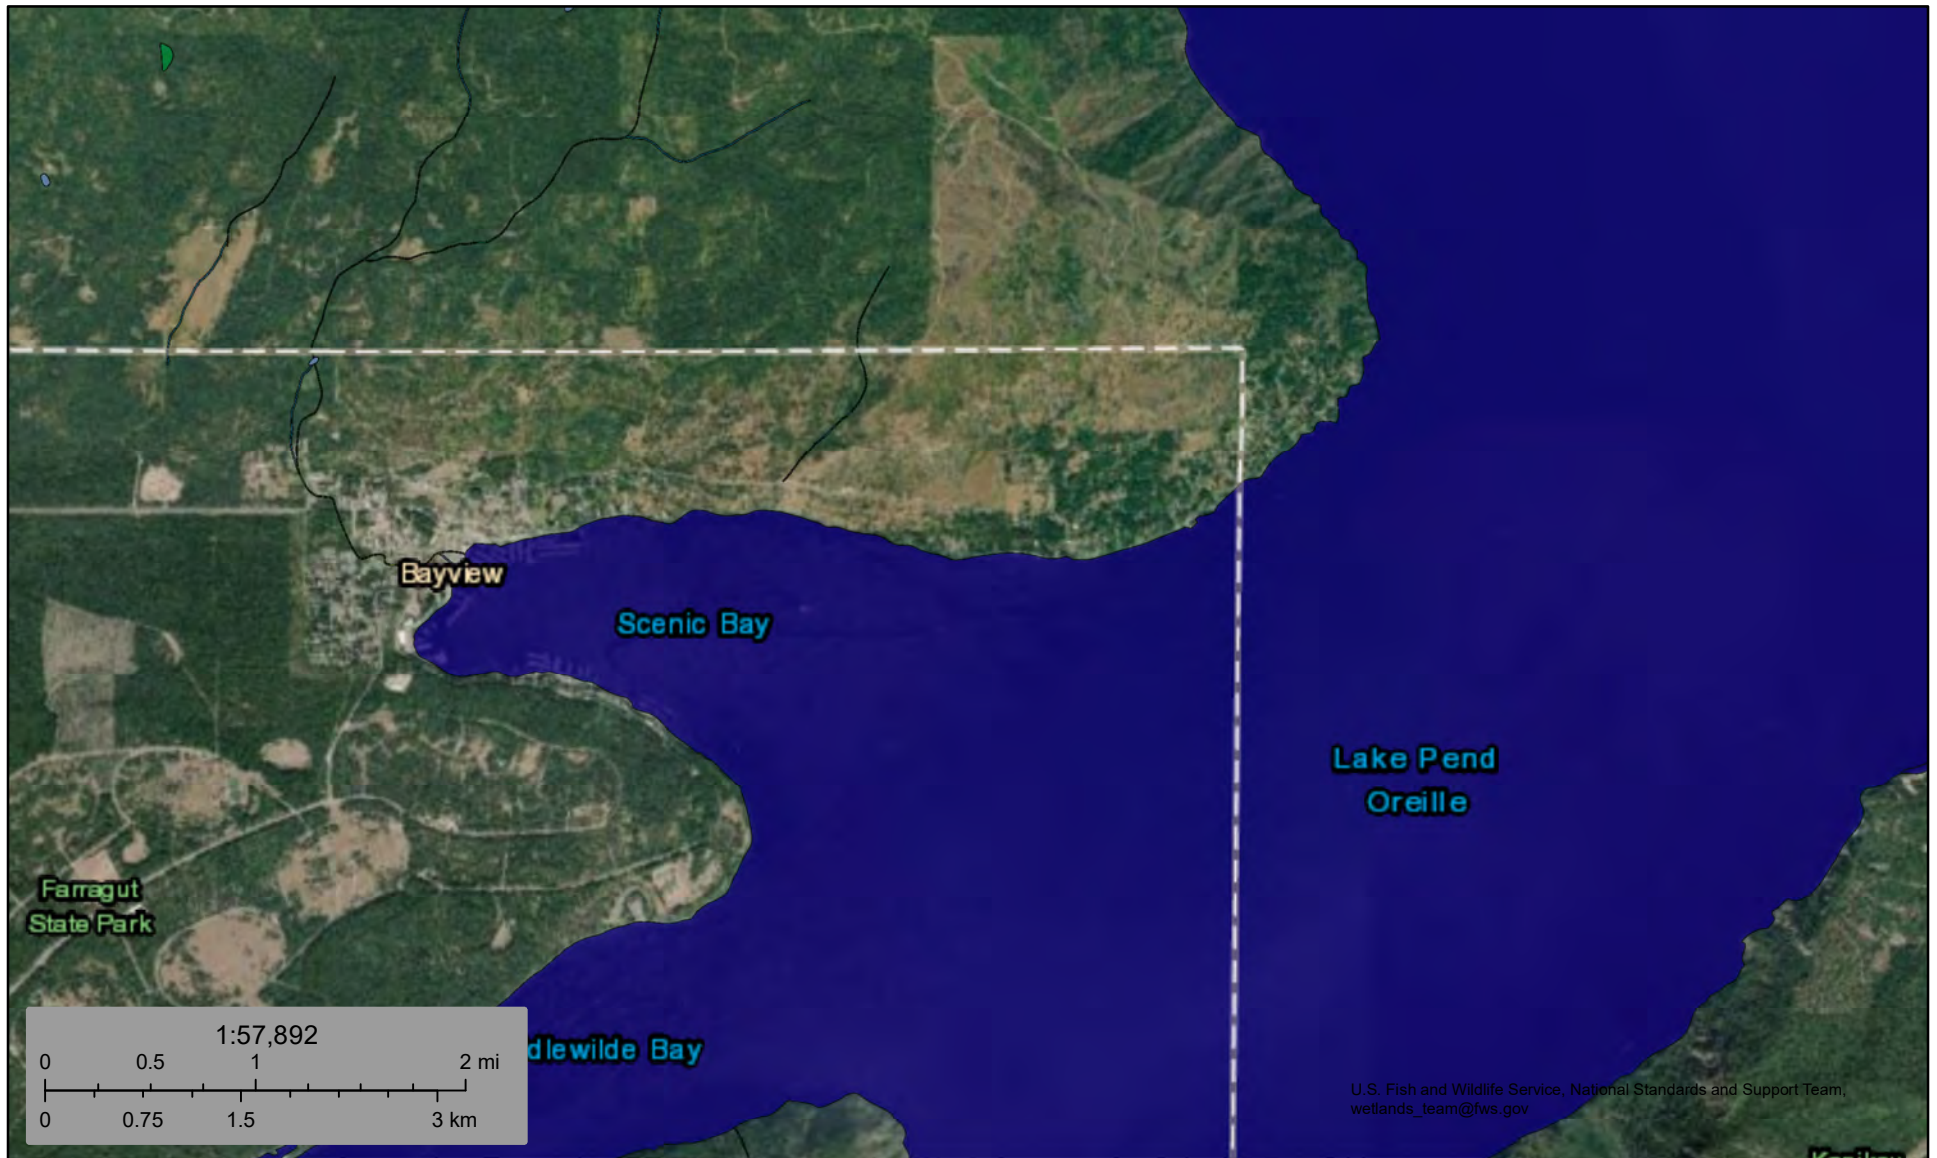 Bayview
Scenic Bay
Lake Pend
Oreille
Farragut
State Park
1:57,892
0 0.5 1 2 mi
0 0.75 1.5 3 km
dlewilde Bay
U.S. Fish and Wildlife Service, National Standards and Support Team,
wetlands_team@fws.gov